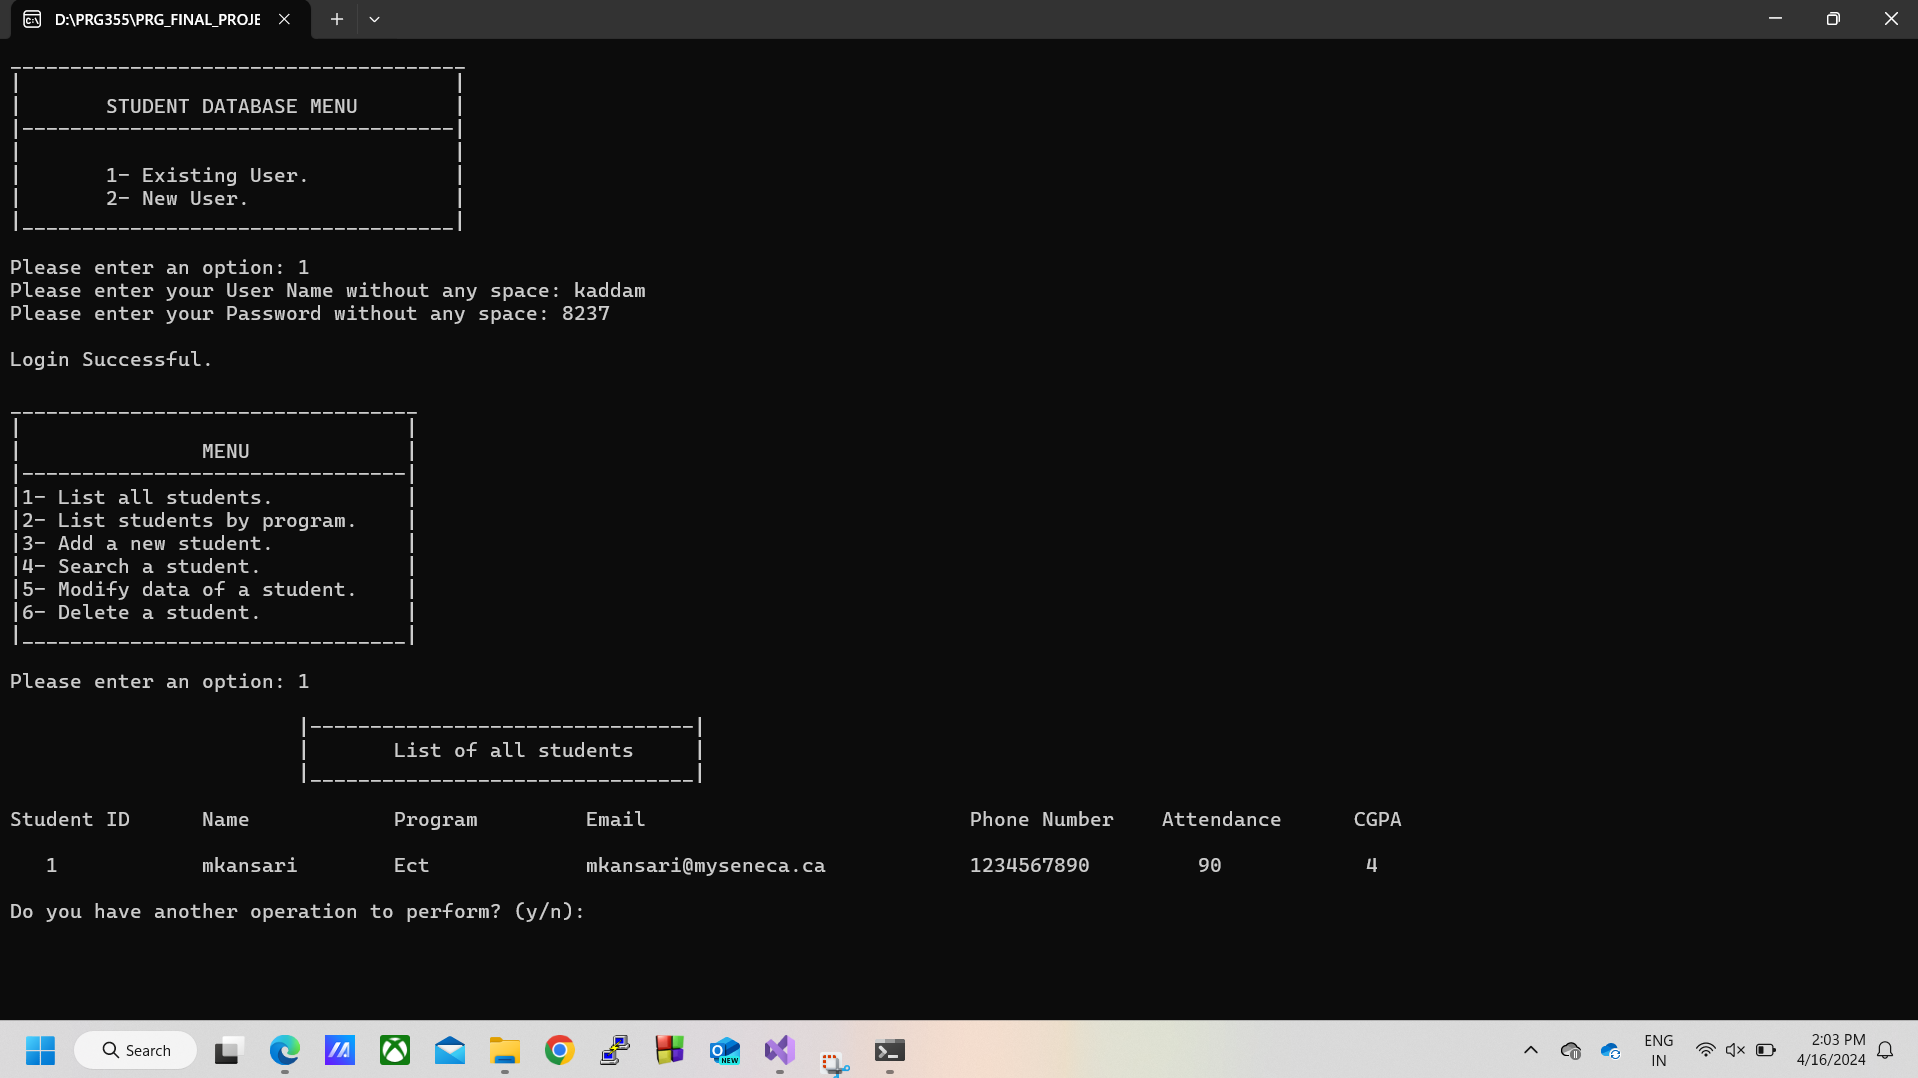 D:\PRG355\PRG_FINAL_PROJE
STUDENT DATABASE MENU
1- Existing User.
2- New User.
Please enter an option: 1
Please enter your User Name without any space: kaddam
Please enter your Password without any space: 8237
Login Successful.
MENU
1- List all students.
2- List students by program.
3- Add a new student.
4- Search a student.
5- Modify data of a student.
6- Delete a student.
Please enter an option: 1
List of all students
Student ID Name Program Email Phone Number Attendance CGPA
1 mkansari Ect mkansari@myseneca.ca 1234567890 90 4
Do you have another operation to perform? (y/n):
Search
NEW
ENG
IN
2:03 PM
4/16/2024